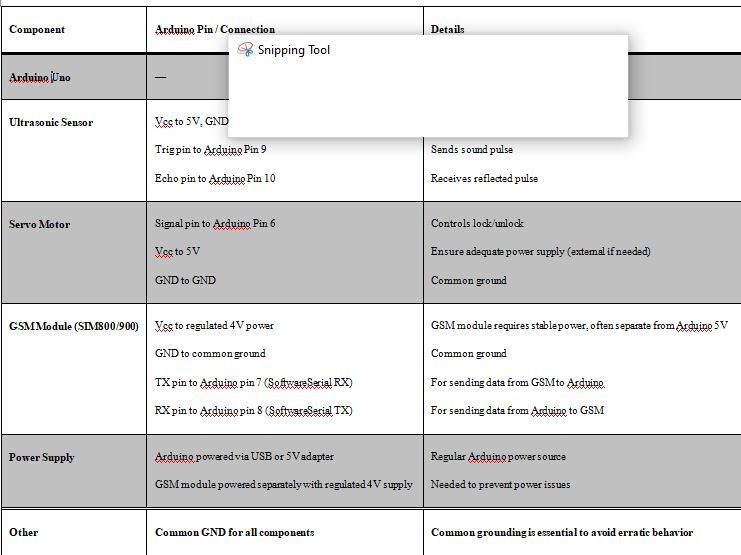 Component	Arduino Pin / Connection	Details
Snipping Tool
Arduino Uno	—
Ultrasonic Sensor	Vcc to 5V, GND
Trig pin to Arduino Pin 9	Sends sound pulse
Echo pin to Arduino Pin 10	Receives reflected pulse
Servo Motor	Signal pin to Arduino Pin 6	Controls lock/unlock
Vcc to 5V	Ensure adequate power supply (external if needed)
GND to GND	Common ground
GSM Module (SIM800/900)	Vcc to regulated 4V power	GSM module requires stable power, often separate from Arduino 5V
GND to common ground	Common ground
TX pin to Arduino pin 7 (SoftwareSerial RX)	For sending data from GSM to Arduino
RX pin to Arduino pin 8 (SoftwareSerial TX)	For sending data from Arduino to GSM
Power Supply	Arduino powered via USB or 5V adapter	Regular Arduino power source
GSM module powered separately with regulated 4V supply	Needed to prevent power issues
Other	Common GND for all components	Common grounding is essential to avoid erratic behavior